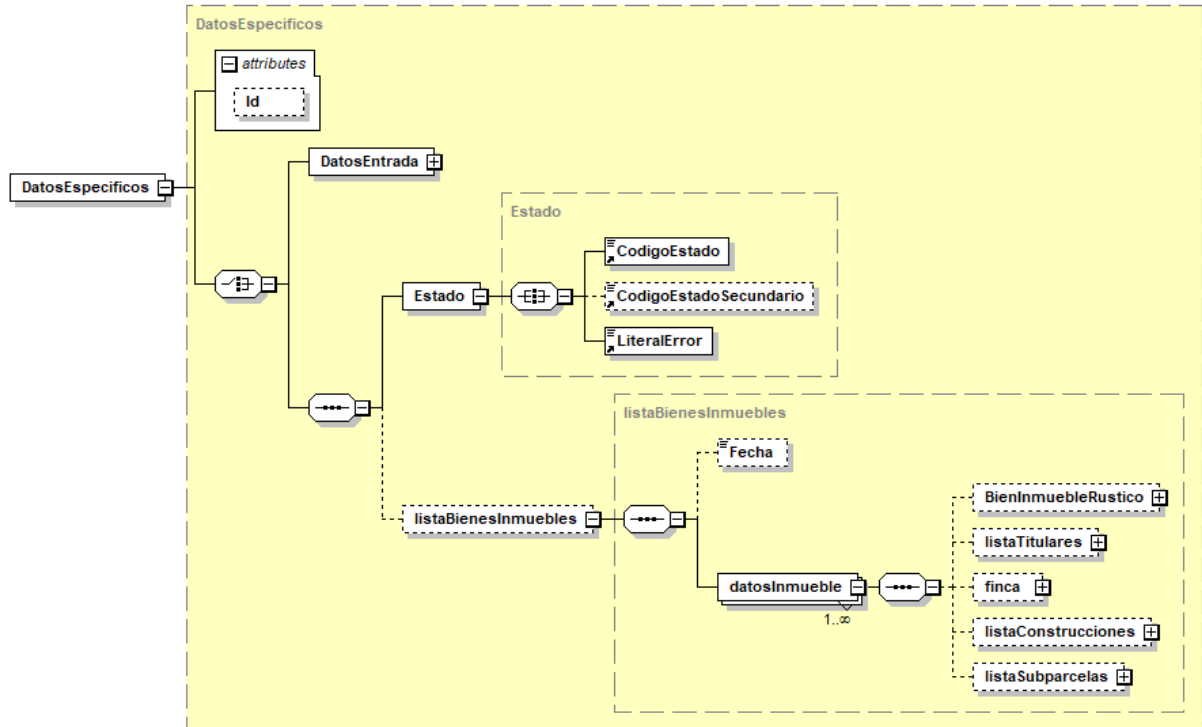 DatosEspecificos
attributes
Id
DatosEspecificos
DatosEntrada
Estado
Estado
CodigoEstado
CodigoEstadoSecundario
LiteralError
listaBienesInmuebles
listaBienesInmuebles
Fecha
datosInmueble
1..∞
BienInmuebleRustico
listaTitulares
finca
listaConstrucciones
listaSubparcelas